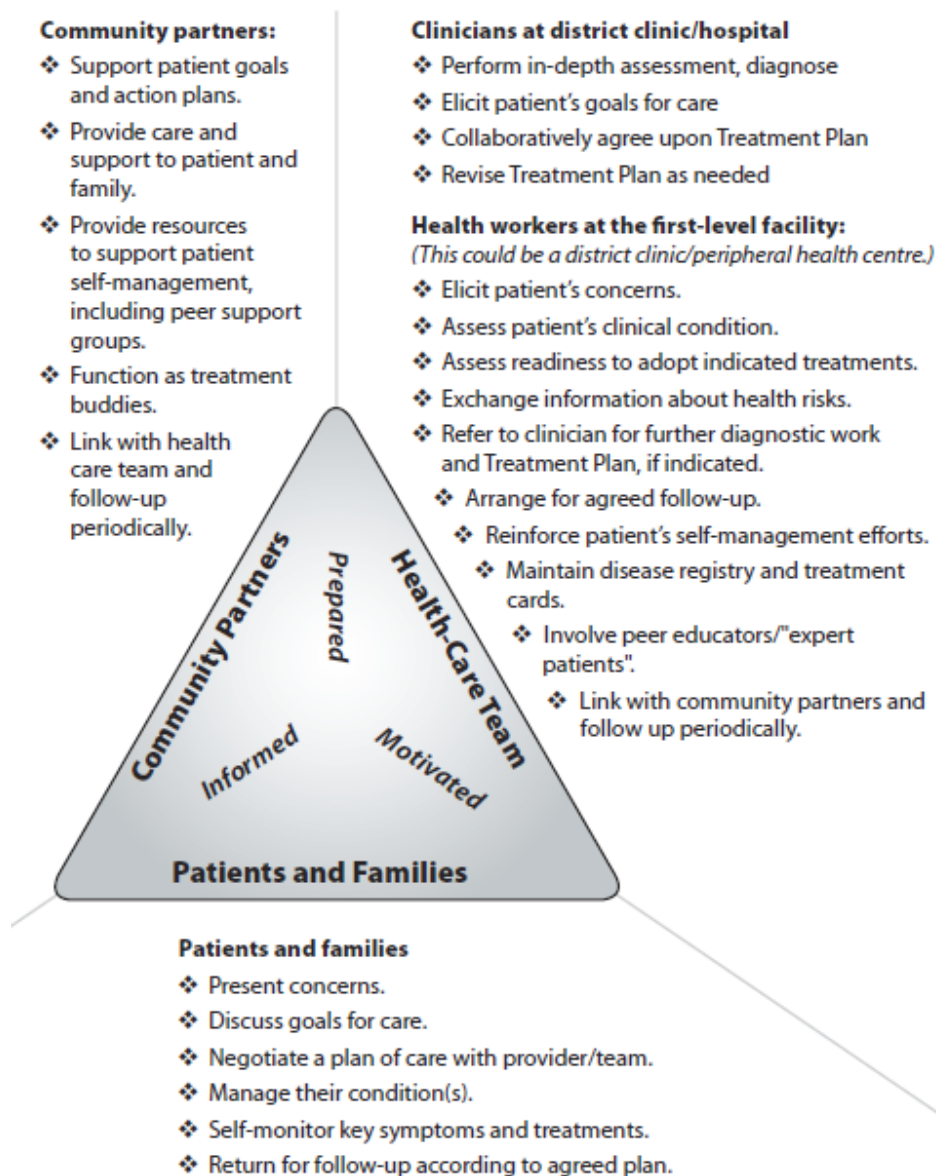 Community partners:
❖ Support patient goals
and action plans.
❖ Provide care and
support to patient and
family.
❖ Provide resources
to support patient
self-management,
including peer support
groups.
❖ Function as treatment
buddies.
❖ Link with health
care team and
follow-up
periodically.
Clinicians at district clinic/hospital
❖ Perform in-depth assessment, diagnose
❖ Elicit patient's goals for care
❖ Collaboratively agree upon Treatment Plan
❖ Revise Treatment Plan as needed
Health workers at the first-level facility:
(This could be a district clinic/peripheral health centre.)
❖ Elicit patient's concerns.
❖ Assess patient's clinical condition.
❖ Assess readiness to adopt indicated treatments.
❖ Exchange information about health risks.
❖ Refer to clinician for further diagnostic work
and Treatment Plan, if indicated.
❖ Arrange for agreed follow-up.
❖ Reinforce patient's self-management efforts.
❖ Maintain disease registry and treatment
cards.
❖ Involve peer educators/"expert
patients".
❖ Link with community partners and
follow up periodically.
Community Partners
Prepared
Health-Care Team
Informed
Motivated
Patients and Families
Patients and families
❖ Present concerns.
❖ Discuss goals for care.
❖ Negotiate a plan of care with provider/team.
❖ Manage their condition(s).
❖ Self-monitor key symptoms and treatments.
❖ Return for follow-up according to agreed plan.